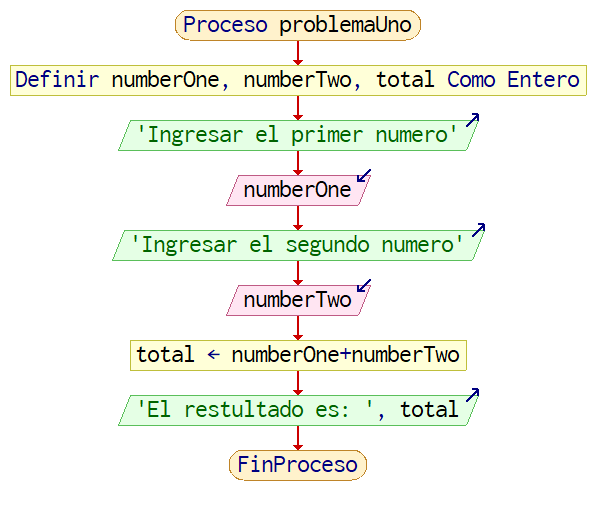 Proceso problemaUno
Definir numberOne, numberTwo, total Como Entero
'Ingresar el primer numero'
numberOne
'Ingresar el segundo numero'
numberTwo
total ← numberOne+numberTwo
'El restultado es: ', total
FinProceso